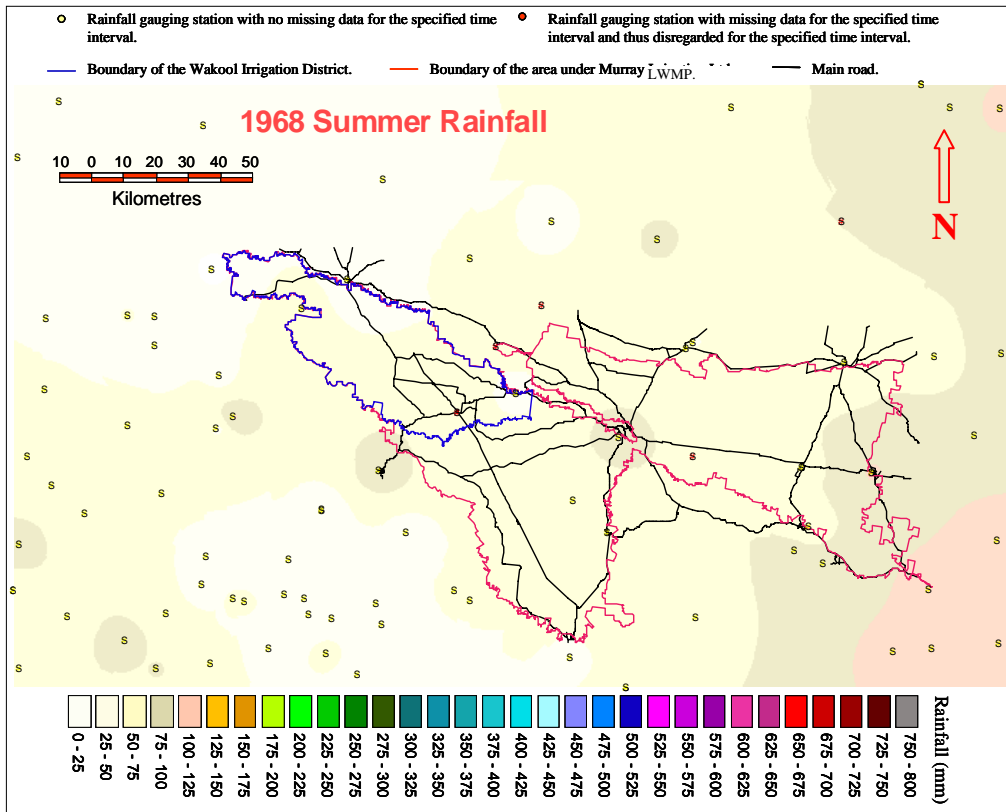 Rainfall gauging station with no missing data for the specified time
interval.
Rainfall gauging station with missing data for the specified time
interval and thus disregarded for the specified time interval.
Boundary of the Wakool Irrigation District.
Boundary of the area under Murray
LWMP.
Main road.
1968 Summer Rainfall
10 0 10 20 30 40 50
Kilometres
N
0 - 25
25 - 50
50 - 75
75 - 100
100 - 125
125 - 150
150 - 175
175 - 200
200 - 225
225 - 250
250 - 275
275 - 300
300 - 325
325 - 350
350 - 375
375 - 400
400 - 425
425 - 450
450 - 475
475 - 500
500 - 525
525 - 550
550 - 575
575 - 600
600 - 625
625 - 650
650 - 675
675 - 700
700 - 725
725 - 750
750 - 800
Rainfall (mm)